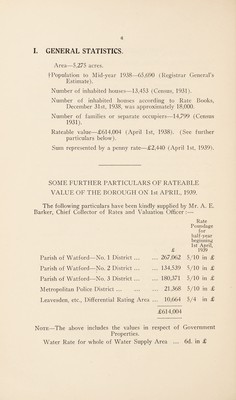 4
I. GENERAL STATISTICS.
Area—5,275 acres.
†Population to Mid-year 1938—65,690 (Registrar General's
Estimate).
Number of inhabited houses—13,453 (Census, 1931).
Number of inhabited houses according to Rate Books,
December 31st, 1938, was approximately 18,000.
Number of families or separate occupiers—14,799 (Census
1931).
Rateable value—£614,004 (April 1st, 1938). (See further
particulars below).
Sum represented by a penny rate—£2,440 (April 1st, 1939).
SOME FURTHER PARTICULARS OF RATEABLE
VALUE OF THE BOROUGH ON 1st APRIL, 1939.
The following particulars have been kindly supplied by Mr. A. E.
Barker, Chief Collector of Rates and Valuation Officer :—
Rate
Poundage
for
half-year
beginning
1st April,
£ 1939
Parish of Watford—No. 1 District ... ... 267,062 5/10 in £
Parish of Watford—No. 2 District ... ... 134,539 5/10 in £
Parish of Watford—No. 3 District ... ... 180,371 5/10 in £
Metropolitan Police District ... ... ... 21,368 5/10 in £
Leavesden, etc., Differential Rating Area ... 10,664 5/4 in £
£614,004
NOTE—The above includes the values in respect of Government
Properties.
Water Rate for whole of Water Supply Area ... 6d. in £